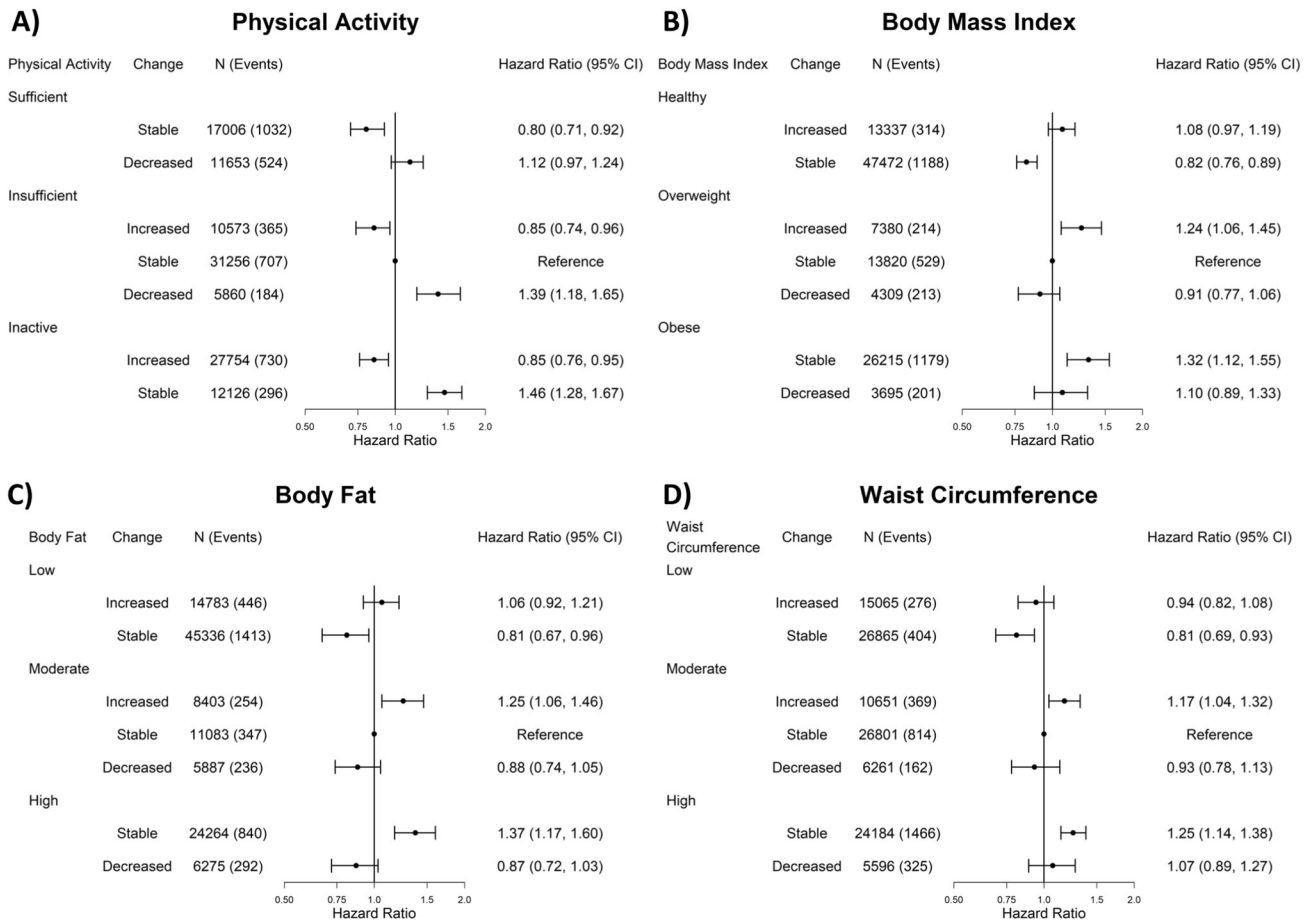 A) Physical Activity
Physical Activity Change N (Events) Hazard Ratio (95% CI)
Sufficient
Stable 17006 (1032) 0.80 (0.71, 0.92)
Decreased 11653 (524) 1.12 (0.97, 1.24)
Insufficient
Increased 10573 (365) 0.85 (0.74, 0.96)
Stable 31256 (707) Reference
Decreased 5860 (184) 1.39 (1.18, 1.65)
Inactive
Increased 27754 (730) 0.85 (0.76, 0.95)
Stable 12126 (296) 1.46 (1.28, 1.67)
0.50 0.75 1.0 1.5 2.0
Hazard Ratio
B) Body Mass Index
Body Mass Index Change N (Events) Hazard Ratio (95% CI)
Healthy
Increased 13337 (314) 1.08 (0.97, 1.19)
Stable 47472 (1188) 0.82 (0.76, 0.89)
Overweight
Increased 7380 (214) 1.24 (1.06, 1.45)
Stable 13820 (529) Reference
Decreased 4309 (213) 0.91 (0.77, 1.06)
Obese
Stable 26215 (1179) 1.32 (1.12, 1.55)
Decreased 3695 (201) 1.10 (0.89, 1.33)
0.50 0.75 1.0 1.5 2.0
Hazard Ratio
C) Body Fat
Body Fat Change N (Events) Hazard Ratio (95% CI)
Low
Increased 14783 (446) 1.06 (0.92, 1.21)
Stable 45336 (1413) 0.81 (0.67, 0.96)
Moderate
Increased 8403 (254) 1.25 (1.06, 1.46)
Stable 11083 (347) Reference
Decreased 5887 (236) 0.88 (0.74, 1.05)
High
Stable 24264 (840) 1.37 (1.17, 1.60)
Decreased 6275 (292) 0.87 (0.72, 1.03)
0.50 0.75 1.0 1.5 2.0
Hazard Ratio
D) Waist Circumference
Waist
Circumference Change N (Events) Hazard Ratio (95% CI)
Low
Increased 15065 (276) 0.94 (0.82, 1.08)
Stable 26865 (404) 0.81 (0.69, 0.93)
Moderate
Increased 10651 (369) 1.17 (1.04, 1.32)
Stable 26801 (814) Reference
Decreased 6261 (162) 0.93 (0.78, 1.13)
High
Stable 24184 (1466) 1.25 (1.14, 1.38)
Decreased 5596 (325) 1.07 (0.89, 1.27)
0.50 0.75 1.0 1.5 2.0
Hazard Ratio